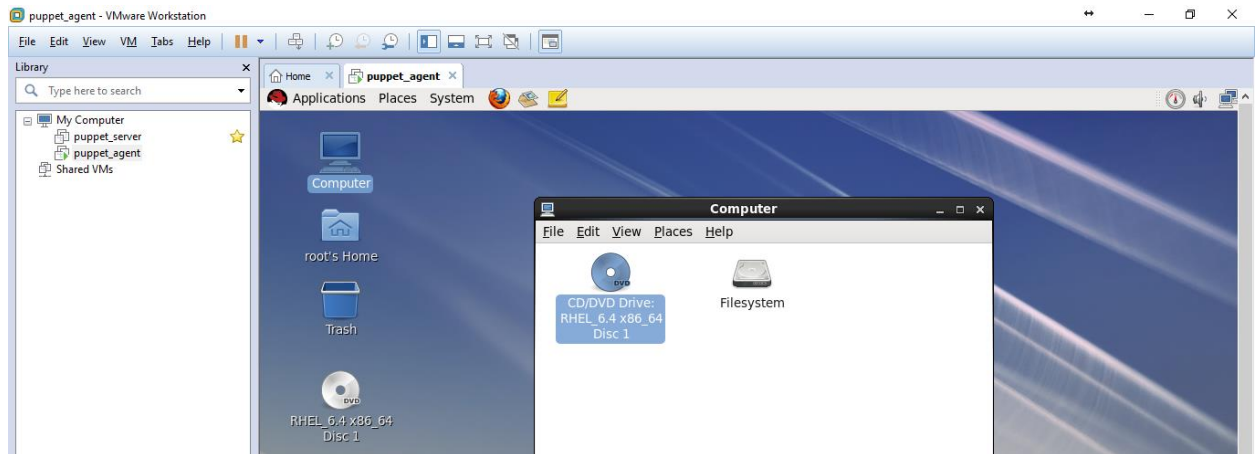 puppet_agent - VMware Workstation
File Edit View VM Tabs Help
Library
Type here to search
My Computer
puppet_server
puppet_agent
Shared VMs
Home puppet_agent
Applications Places System
Computer
root's Home
Trash
DVD
RHEL_6.4 x86_64
Disc 1
Computer
File Edit View Places Help
DVD
CD/DVD Drive:
RHEL_6.4 x86_64
Disc 1
Filesystem